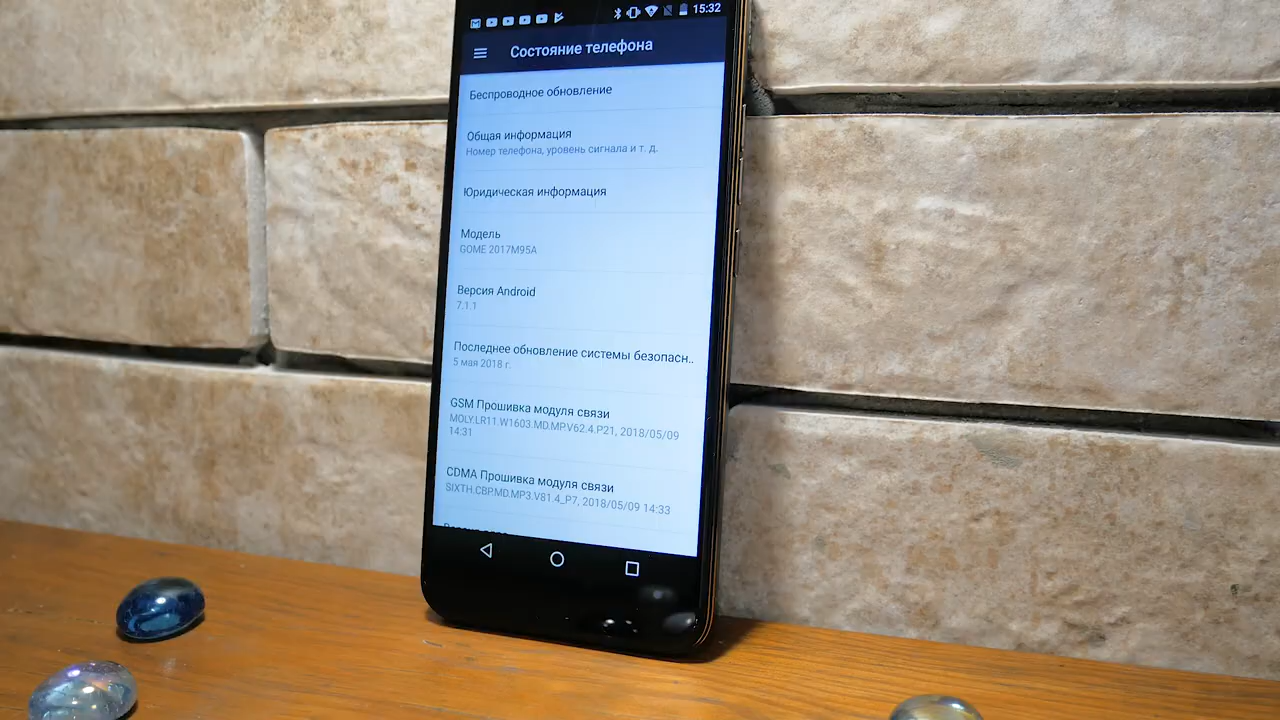 15:32
Состояние телефона
Беспроводное обновление
Общая информация
Номер телефона, уровень сигнала и т. д.
Юридическая информация
Модель
GOME 2017M95A
Версия Android
7.1.1
Последнее обновление системы безопасн..
5 мая 2018 г.
GSM Прошивка модуля связи
MOLY.LR11.W1603.MD.MP.V62.4.P21, 2018/05/09
14:31
CDMA Прошивка модуля связи
SIXTH.CBP.MD.MP3.V81.4_P7, 2018/05/09 14:33